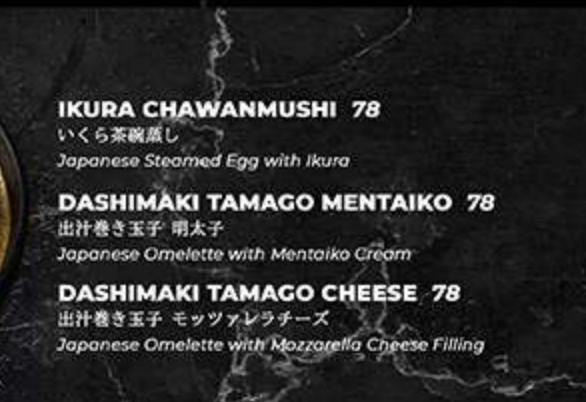 IKURA CHAWANMUSHI 78
いくら茶碗蒸し
Japanese Steamed Egg with Ikura
DASHIMAKI TAMAGO MENTAIKO 78
出汁巻き玉子 明太子
Japanese Omelette with Mentaiko Cream
DASHIMAKI TAMAGO CHEESE 78
出汁巻き玉子 モッツァレラチーズ
Japanese Omelette with Mozzarella Cheese Filling